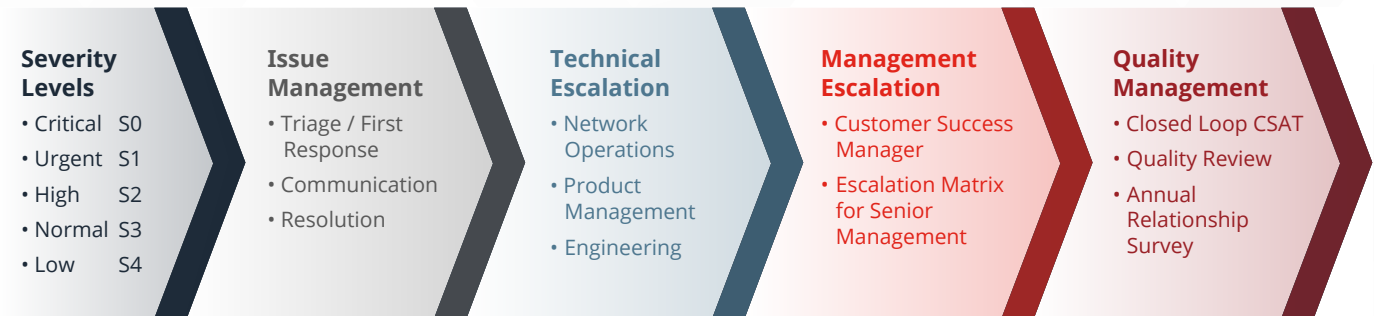 Severity
Levels
• Critical S0
• Urgent S1
• High S2
• Normal S3
• Low S4
Issue
Management
• Triage / First
Response
• Communication
• Resolution
Technical
Escalation
• Network
Operations
• Product
Management
• Engineering
Management
Escalation
• Customer Success
Manager
• Escalation Matrix
for Senior
Management
Quality
Management
• Closed Loop CSAT
• Quality Review
• Annual
Relationship
Survey